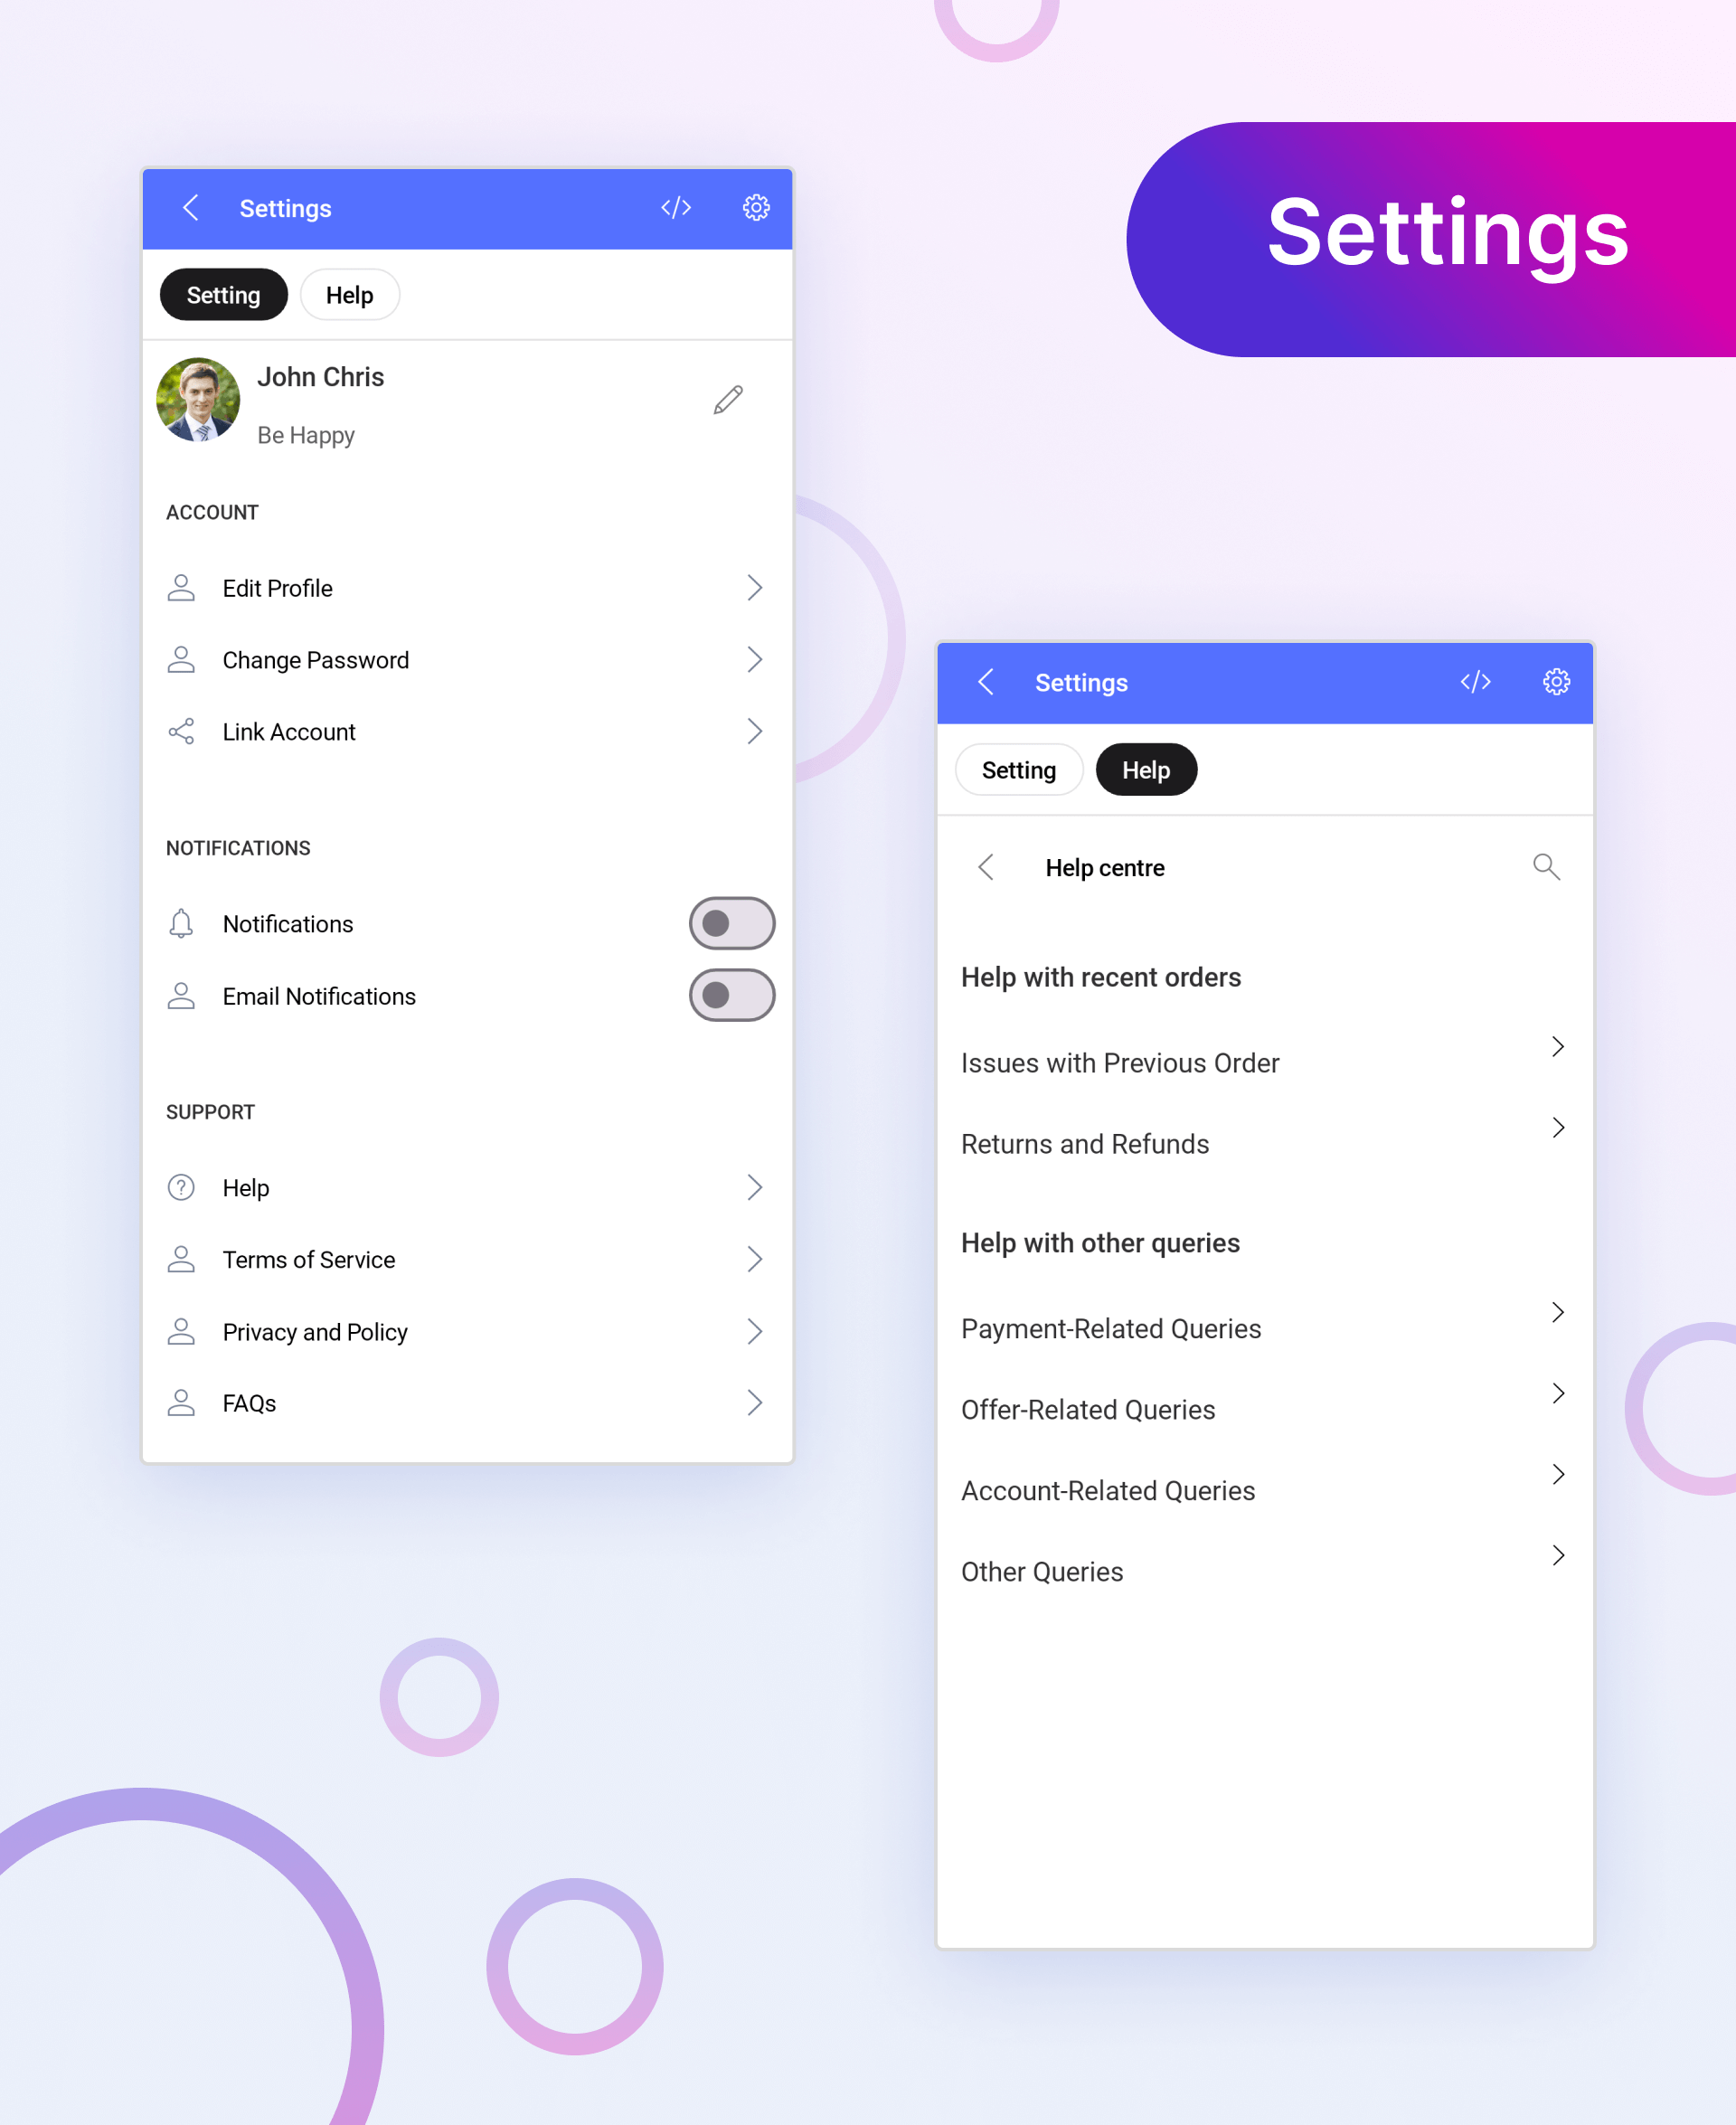 Settings
Settings
Setting Help
John Chris
Be Happy
ACCOUNT
Edit Profile
Change Password
Link Account
NOTIFICATIONS
Notifications
Email Notifications
SUPPORT
Help
Terms of Service
Privacy and Policy
FAQs
Settings
Setting Help
Help centre
Help with recent orders
Issues with Previous Order
Returns and Refunds
Help with other queries
Payment-Related Queries
Offer-Related Queries
Account-Related Queries
Other Queries